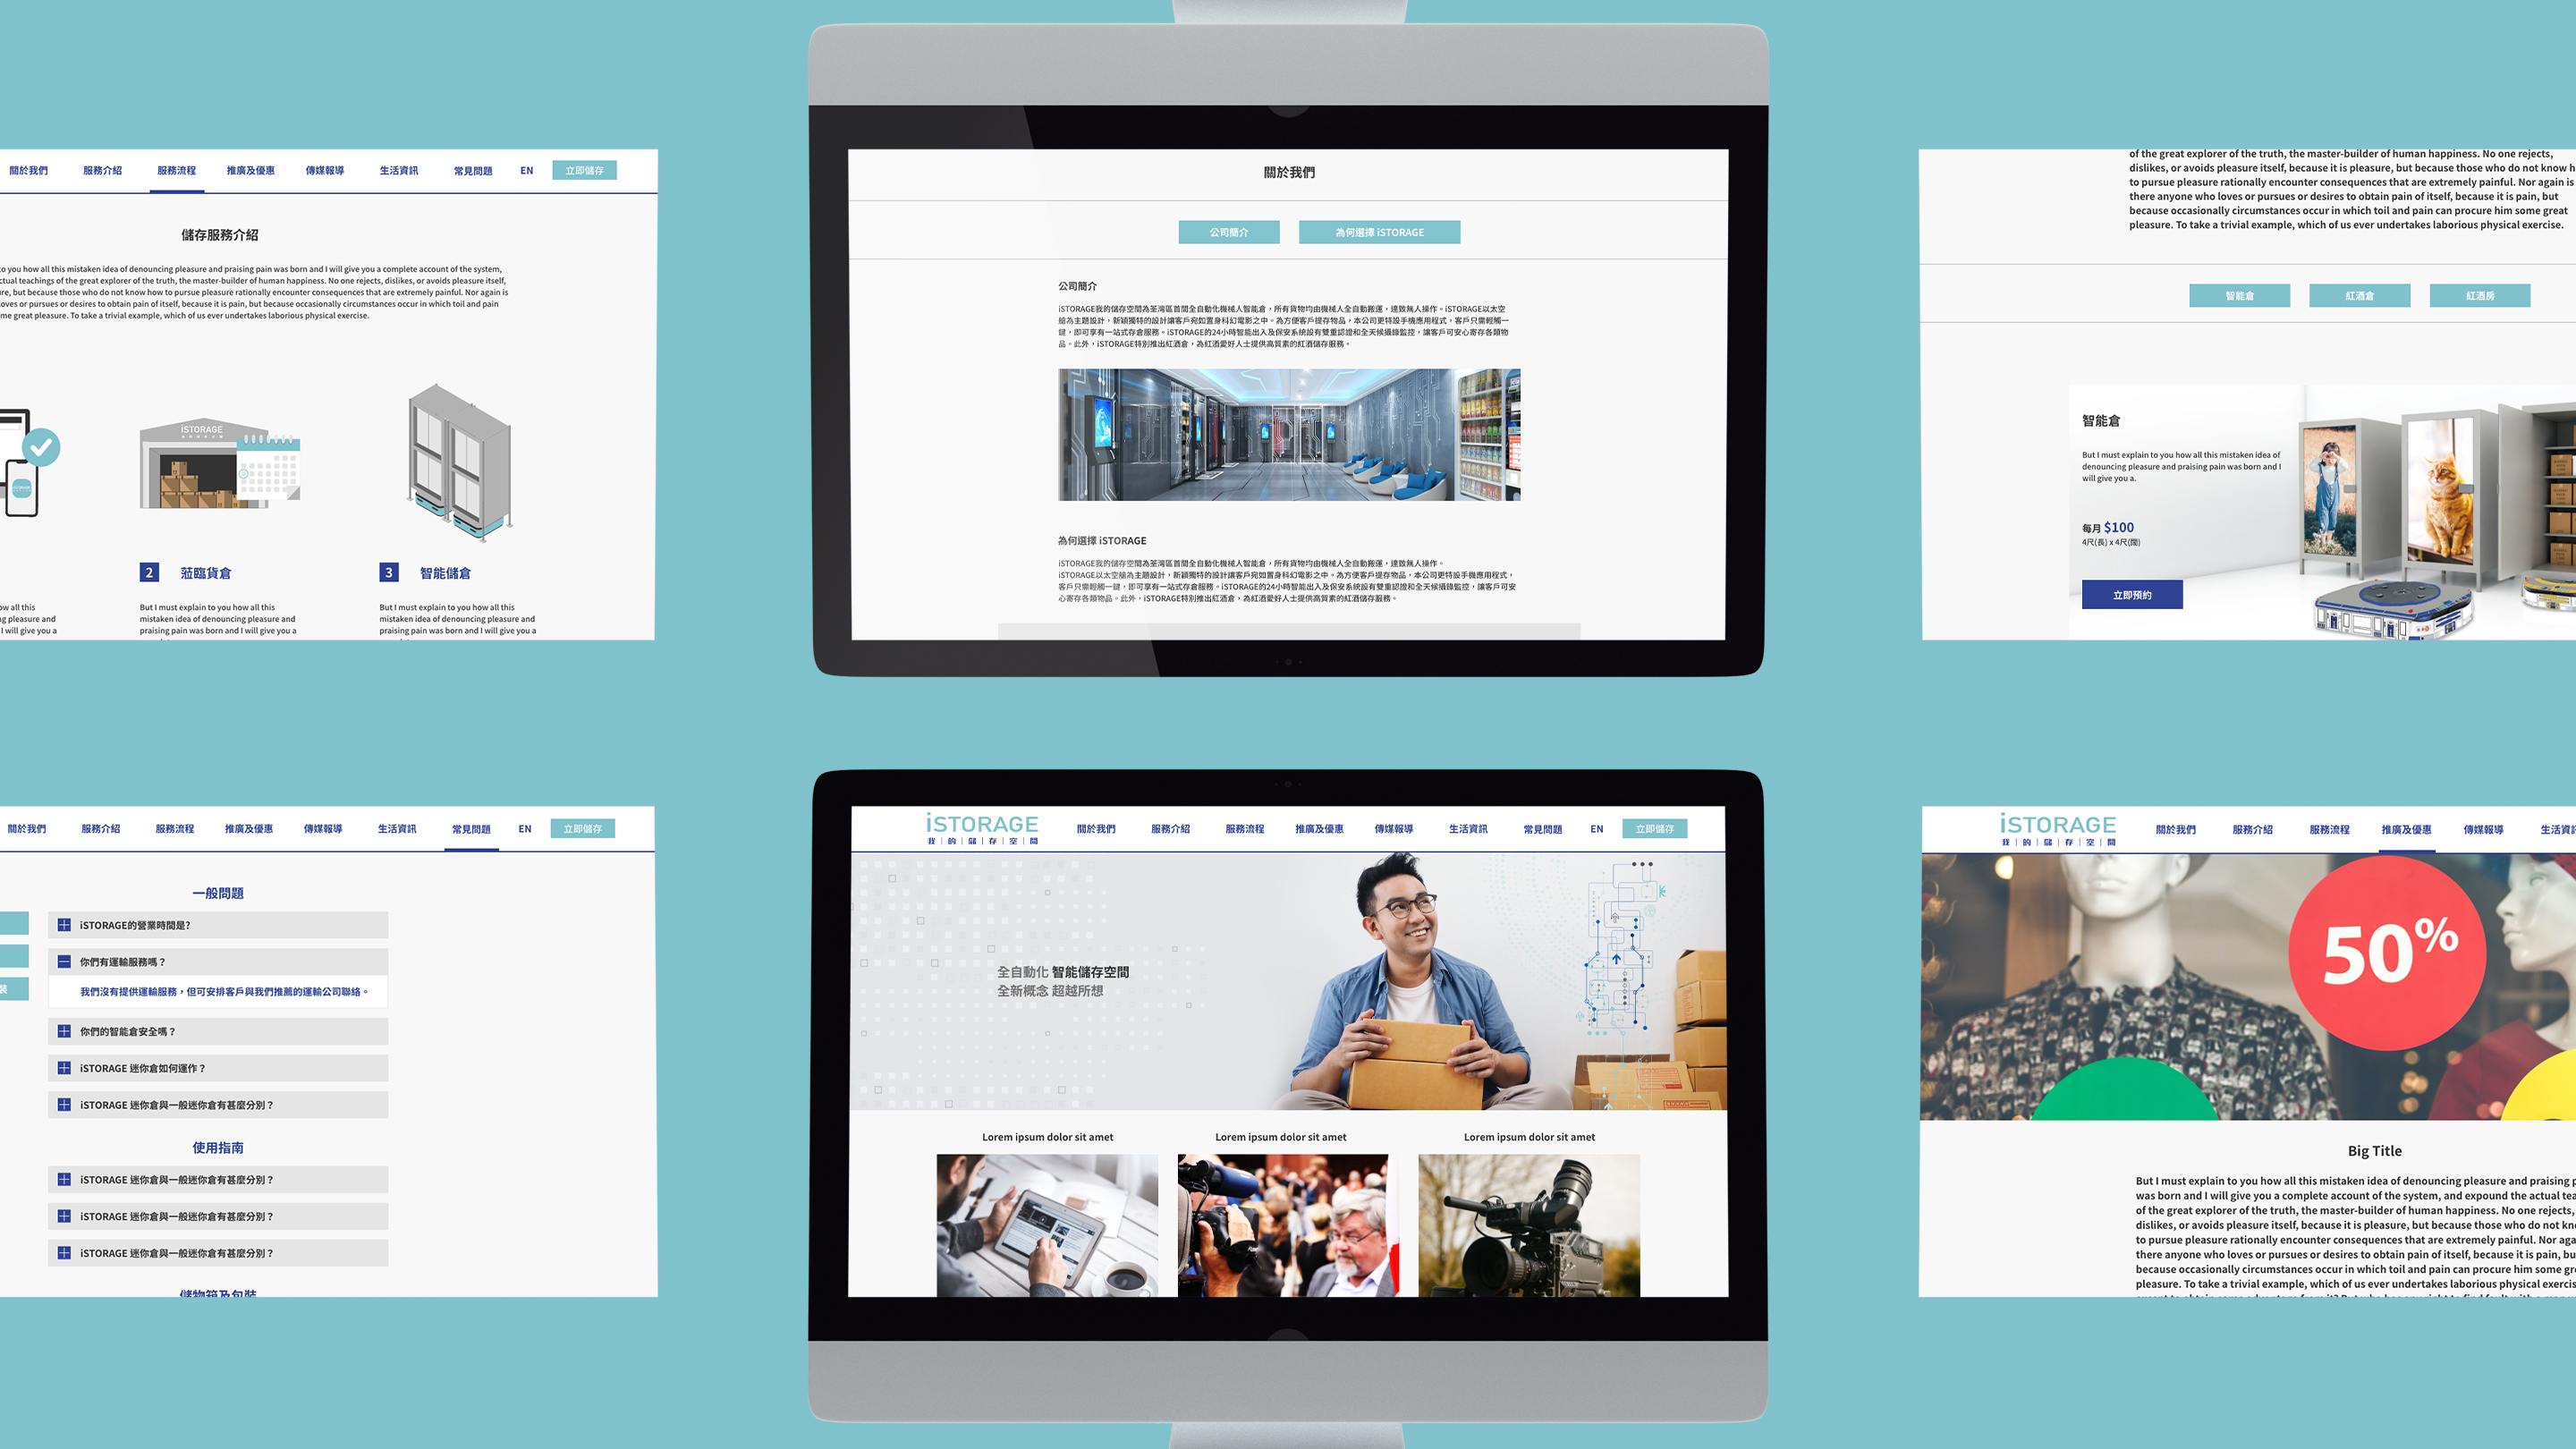 關於我們 服務介紹 服務流程 推廣及優惠 傳媒報導 生活資訊 常見問題 EN 立即儲存
儲存服務介紹
to you how all this mistaken idea of denouncing pleasure and praising pain was born and I will give you a complete account of the system,
ctual teachings of the great explorer of the truth, the master-builder of human happiness. No one rejects, dislikes, or avoids pleasure itself,
re, but because those who do not know how to pursue pleasure rationally encounter consequences that are extremely painful. Nor again is
oves or pursues or desires to obtain pain of itself, because it is pain, but because occasionally circumstances occur in which toil and pain
me great pleasure. To take a trivial example, which of us ever undertakes laborious physical exercise.
iSTORAGE
2 蒞臨貨倉
3 智能儲倉
ow all this
ng pleasure and
I will give you a
But I must explain to you how all this
mistaken idea of denouncing pleasure and
praising pain was born and I will give you a
But I must explain to you how all this
mistaken idea of denouncing pleasure and
praising pain was born and I will give you a
關於我們
公司簡介 為何選擇 iSTORAGE
公司簡介
iSTORAGE我的儲存空間為荃灣區首間全自動化機械人智能倉，所有貨物均由機械人全自動搬運，達致無人操作。iSTORAGE以太空
艙為主題設計，新穎獨特的設計讓客戶宛如置身科幻電影之中。為方便客戶提存物品，本公司更特設手機應用程式，客戶只需輕觸一
鍵，即可享有一站式存倉服務。iSTORAGE的24小時智能出入及保安系統設有雙重認證和全天候攝錄監控，讓客戶可安心寄存各類物
品。此外，iSTORAGE特別推出紅酒倉，為紅酒愛好人士提供高質素的紅酒儲存服務。
為何選擇 iSTORAGE
iSTORAGE我的儲存空間為荃灣區首間全自動化機械人智能倉，所有貨物均由機械人全自動搬運，達致無人操作。
iSTORAGE以太空艙為主題設計，新穎獨特的設計讓客戶宛如置身科幻電影之中。為方便客戶提存物品，本公司更特設手機應用程式，
客戶只需輕觸一鍵，即可享有一站式存倉服務。iSTORAGE的24小時智能出入及保安系統設有雙重認證和全天候攝錄監控，讓客戶可安
心寄存各類物品。此外，iSTORAGE特別推出紅酒倉，為紅酒愛好人士提供高質素的紅酒儲存服務。
of the great explorer of the truth, the master-builder of human happiness. No one rejects,
dislikes, or avoids pleasure itself, because it is pleasure, but because those who do not know h
to pursue pleasure rationally encounter consequences that are extremely painful. Nor again is
there anyone who loves or pursues or desires to obtain pain of itself, because it is pain, but
because occasionally circumstances occur in which toil and pain can procure him some great
pleasure. To take a trivial example, which of us ever undertakes laborious physical exercise.
智能倉 紅酒倉 紅酒房
智能倉
But I must explain to you how all this mistaken idea of
denouncing pleasure and praising pain was born and I
will give you a.
每月 $100
4尺(長) x 4尺(闊)
立即預約
關於我們 服務介紹 服務流程 推廣及優惠 傳媒報導 生活資訊 常見問題 EN 立即儲存
裝
一般問題
iSTORAGE的營業時間是?
你們有運輸服務嗎？
我們沒有提供運輸服務，但可安排客戶與我們推薦的運輸公司聯絡。
你們的智能倉安全嗎？
iSTORAGE 迷你倉如何運作？
iSTORAGE 迷你倉與一般迷你倉有甚麼分別？
使用指南
iSTORAGE 迷你倉與一般迷你倉有甚麼分別？
iSTORAGE 迷你倉與一般迷你倉有甚麼分別？
iSTORAGE 迷你倉與一般迷你倉有甚麼分別？
儲物箱及包裝
iSTORAGE
我|的|儲|存|空|間
關於我們 服務介紹 服務流程 推廣及優惠 傳媒報導 生活資訊 常見問題 EN 立即儲存
全自動化 智能儲存空間
全新概念 超越所想
Lorem ipsum dolor sit amet
Lorem ipsum dolor sit amet
Lorem ipsum dolor sit amet
iSTORAGE
我|的|儲|存|空|間
關於我們 服務介紹 服務流程 推廣及優惠 傳媒報導 生活資訊
50%
Big Title
But I must explain to you how all this mistaken idea of denouncing pleasure and praising p
was born and I will give you a complete account of the system, and expound the actual tea
of the great explorer of the truth, the master-builder of human happiness. No one rejects,
dislikes, or avoids pleasure itself, because it is pleasure, but because those who do not kn
to pursue pleasure rationally encounter consequences that are extremely painful. Nor aga
there anyone who loves or pursues or desires to obtain pain of itself, because it is pain, bu
because occasionally circumstances occur in which toil and pain can procure him some gr
pleasure. To take a trivial example, which of us ever undertakes laborious physical exercis